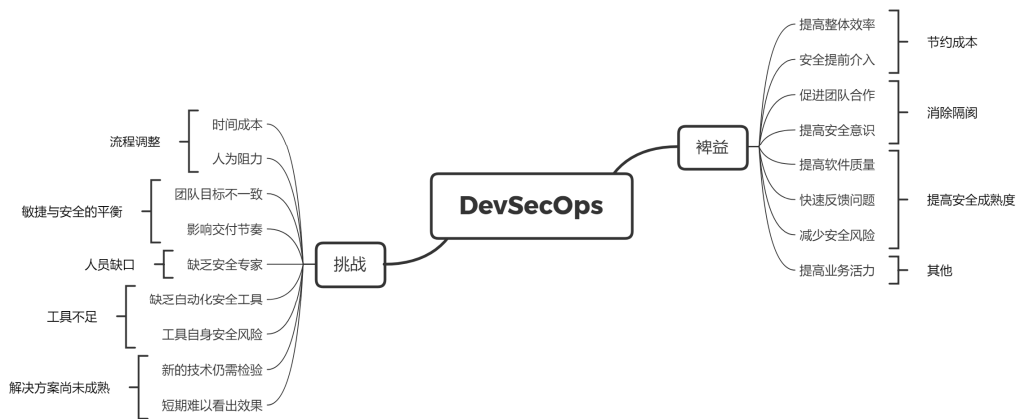 DevSecOps
裨益
提高整体效率
安全提前介入
节约成本
促进团队合作
提高安全意识
消除隔阂
提高软件质量
快速反馈问题
减少安全风险
提高安全成熟度
提高业务活力
其他
挑战
时间成本
人为阻力
流程调整
团队目标不一致
影响交付节奏
敏捷与安全的平衡
缺乏安全专家
人员缺口
缺乏自动化安全工具
工具自身安全风险
工具不足
新的技术仍需检验
短期难以看出效果
解决方案尚未成熟